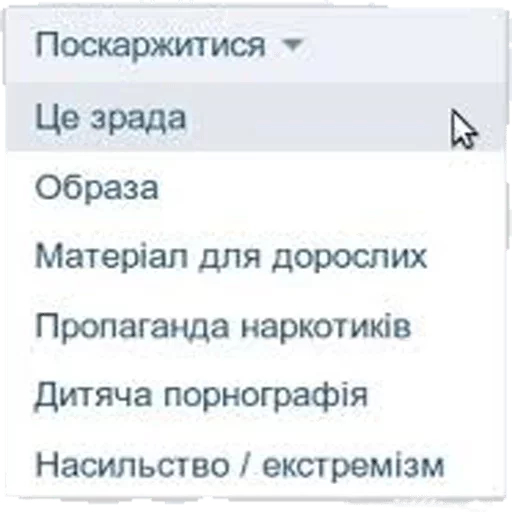 Поскаржитися
Це зрада
Образа
Матеріал для дорослих
Пропаганда наркотиків
Дитяча порнографія
Насильство / екстремізм